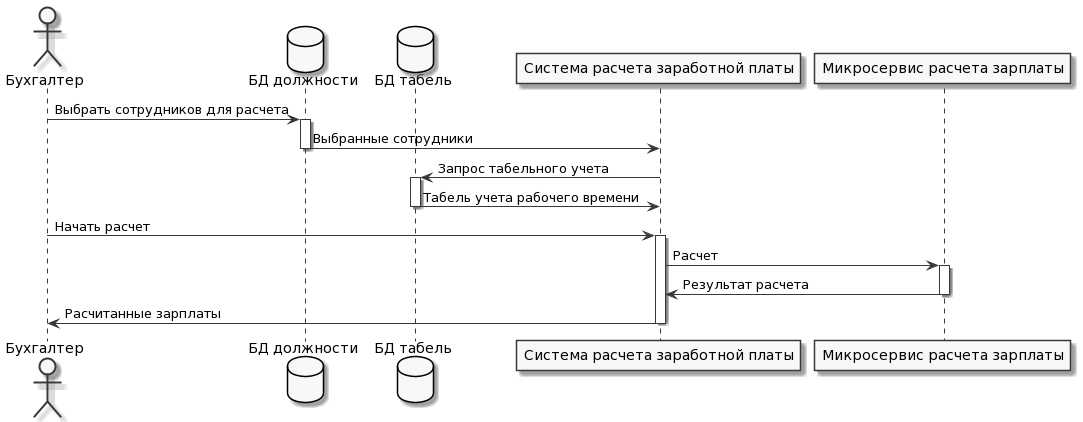 Бухгалтер
БД должности
БД табель
Система расчета заработной платы
Микросервис расчета зарплаты
Выбрать сотрудников для расчета
Выбранные сотрудники
Запрос табельного учета
Табель учета рабочего времени
Начать расчет
Расчет
Результат расчета
Расчитанные зарплаты
Бухгалтер
БД должности
БД табель
Система расчета заработной платы
Микросервис расчета зарплаты